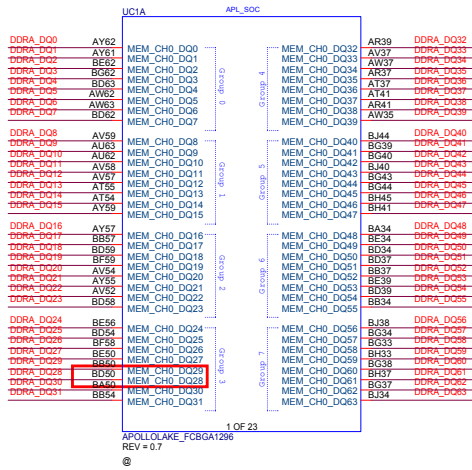 UC1A APL_SOC
DDRA_DQ0 AY62 MEM_CH0_DQ0 MEM_CH0_DQ32 AR39 DDRA_DQ32
DDRA_DQ1 AY61 MEM_CH0_DQ1 MEM_CH0_DQ33 AV37 DDRA_DQ33
DDRA_DQ2 BE62 MEM_CH0_DQ2 MEM_CH0_DQ34 AW37 DDRA_DQ34
DDRA_DQ3 BG62 MEM_CH0_DQ3 MEM_CH0_DQ35 AR37 DDRA_DQ35
DDRA_DQ4 BD63 MEM_CH0_DQ4 MEM_CH0_DQ36 AT37 DDRA_DQ36
DDRA_DQ5 AW62 MEM_CH0_DQ5 MEM_CH0_DQ37 AT41 DDRA_DQ37
DDRA_DQ6 AW63 MEM_CH0_DQ6 MEM_CH0_DQ38 AR41 DDRA_DQ38
DDRA_DQ7 BD62 MEM_CH0_DQ7 MEM_CH0_DQ39 AW35 DDRA_DQ39
Group 0 Group 4
DDRA_DQ8 AV59 MEM_CH0_DQ8 MEM_CH0_DQ40 BJ44 DDRA_DQ40
DDRA_DQ9 AU63 MEM_CH0_DQ9 MEM_CH0_DQ41 BG39 DDRA_DQ41
DDRA_DQ10 AU62 MEM_CH0_DQ10 MEM_CH0_DQ42 BG40 DDRA_DQ42
DDRA_DQ11 AV58 MEM_CH0_DQ11 MEM_CH0_DQ43 BJ40 DDRA_DQ43
DDRA_DQ12 AV57 MEM_CH0_DQ12 MEM_CH0_DQ44 BG43 DDRA_DQ44
DDRA_DQ13 AT55 MEM_CH0_DQ13 MEM_CH0_DQ45 BG44 DDRA_DQ45
DDRA_DQ14 AT54 MEM_CH0_DQ14 MEM_CH0_DQ46 BH45 DDRA_DQ46
DDRA_DQ15 AY59 MEM_CH0_DQ15 MEM_CH0_DQ47 BH41 DDRA_DQ47
Group 1 Group 5
DDRA_DQ16 AY57 MEM_CH0_DQ16 MEM_CH0_DQ48 BA34 DDRA_DQ48
DDRA_DQ17 BB57 MEM_CH0_DQ17 MEM_CH0_DQ49 BE34 DDRA_DQ49
DDRA_DQ18 BD59 MEM_CH0_DQ18 MEM_CH0_DQ50 BD34 DDRA_DQ50
DDRA_DQ19 BF59 MEM_CH0_DQ19 MEM_CH0_DQ51 BD37 DDRA_DQ51
DDRA_DQ20 AV54 MEM_CH0_DQ20 MEM_CH0_DQ52 BB37 DDRA_DQ52
DDRA_DQ21 AY55 MEM_CH0_DQ21 MEM_CH0_DQ53 BE39 DDRA_DQ53
DDRA_DQ22 AV52 MEM_CH0_DQ22 MEM_CH0_DQ54 BD39 DDRA_DQ54
DDRA_DQ23 BD58 MEM_CH0_DQ23 MEM_CH0_DQ55 BB34 DDRA_DQ55
Group 2 Group 6
DDRA_DQ24 BE56 MEM_CH0_DQ24 MEM_CH0_DQ56 BJ38 DDRA_DQ56
DDRA_DQ25 BD54 MEM_CH0_DQ25 MEM_CH0_DQ57 BG34 DDRA_DQ57
DDRA_DQ26 BF58 MEM_CH0_DQ26 MEM_CH0_DQ58 BG33 DDRA_DQ58
DDRA_DQ27 BE50 MEM_CH0_DQ27 MEM_CH0_DQ59 BH33 DDRA_DQ59
DDRA_DQ29 BB50 MEM_CH0_DQ29 MEM_CH0_DQ60 BG38 DDRA_DQ60
DDRA_DQ28 BD50 MEM_CH0_DQ28 MEM_CH0_DQ61 BH37 DDRA_DQ61
DDRA_DQ30 BA50 MEM_CH0_DQ30 MEM_CH0_DQ62 BG37 DDRA_DQ62
DDRA_DQ31 BB54 MEM_CH0_DQ31 MEM_CH0_DQ63 BJ34 DDRA_DQ63
Group 3 Group 7
1 OF 23
APOLLOLAKE_FCBGA1296
REV = 0.7
@